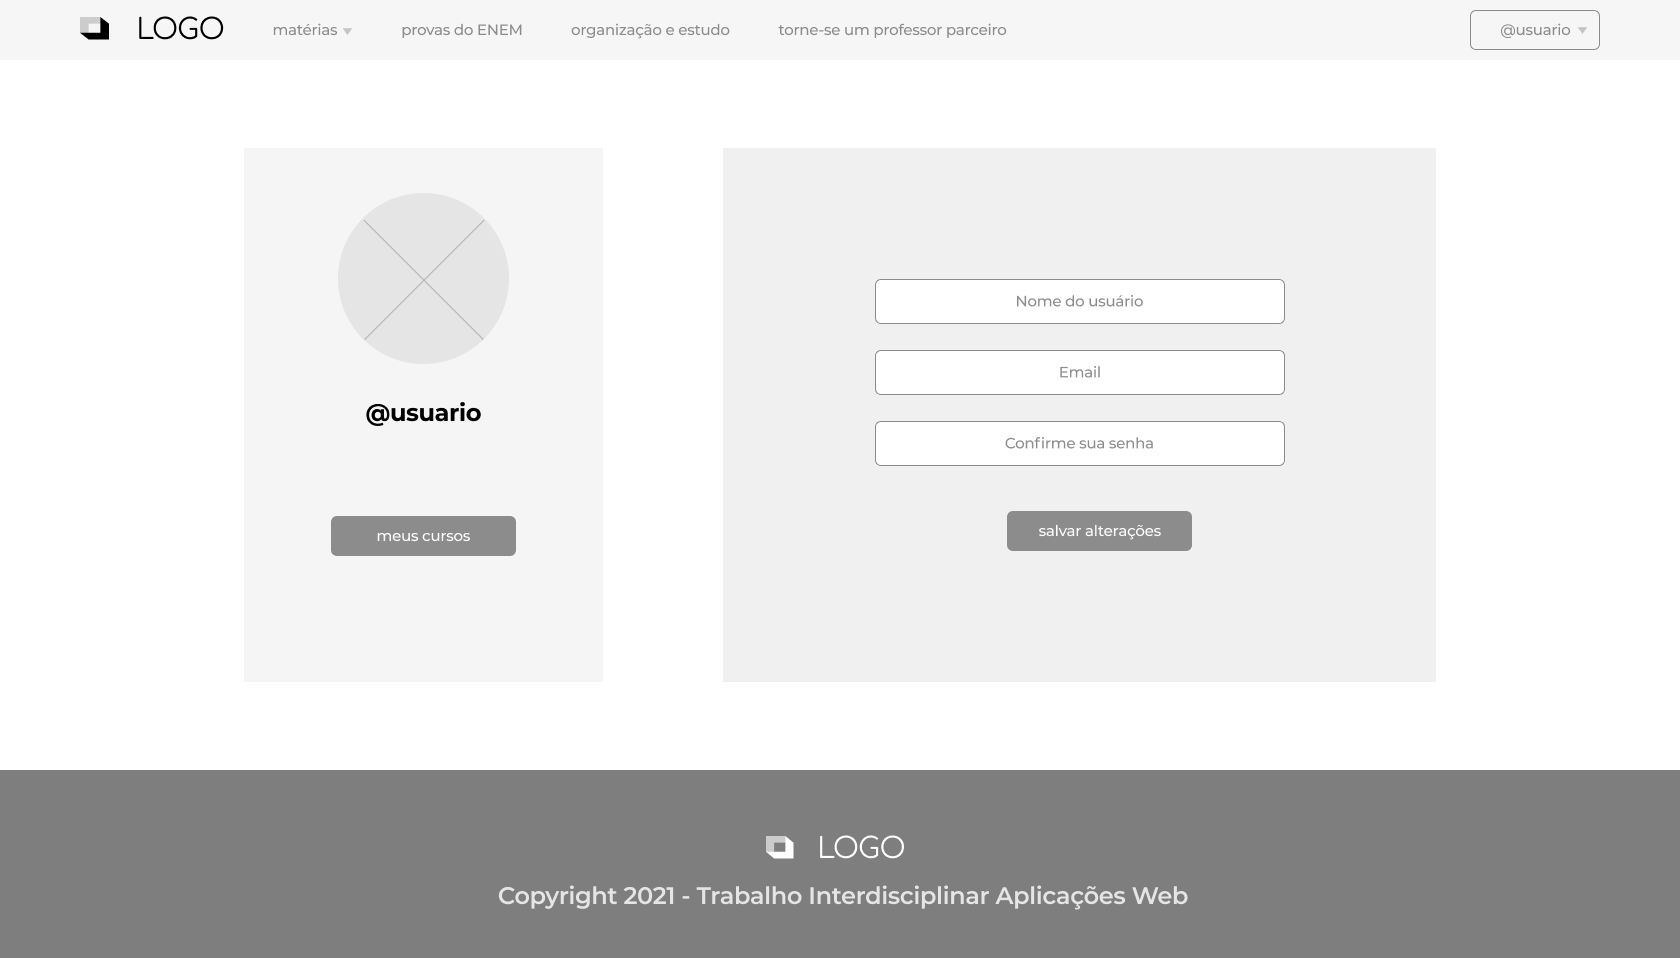 LOGO
matérias
provas do ENEM
organização e estudo
torne-se um professor parceiro
@usuario
@usuario
meus cursos
Nome do usuário
Email
Confirme sua senha
salvar alterações
LOGO
Copyright 2021 - Trabalho Interdisciplinar Aplicações Web